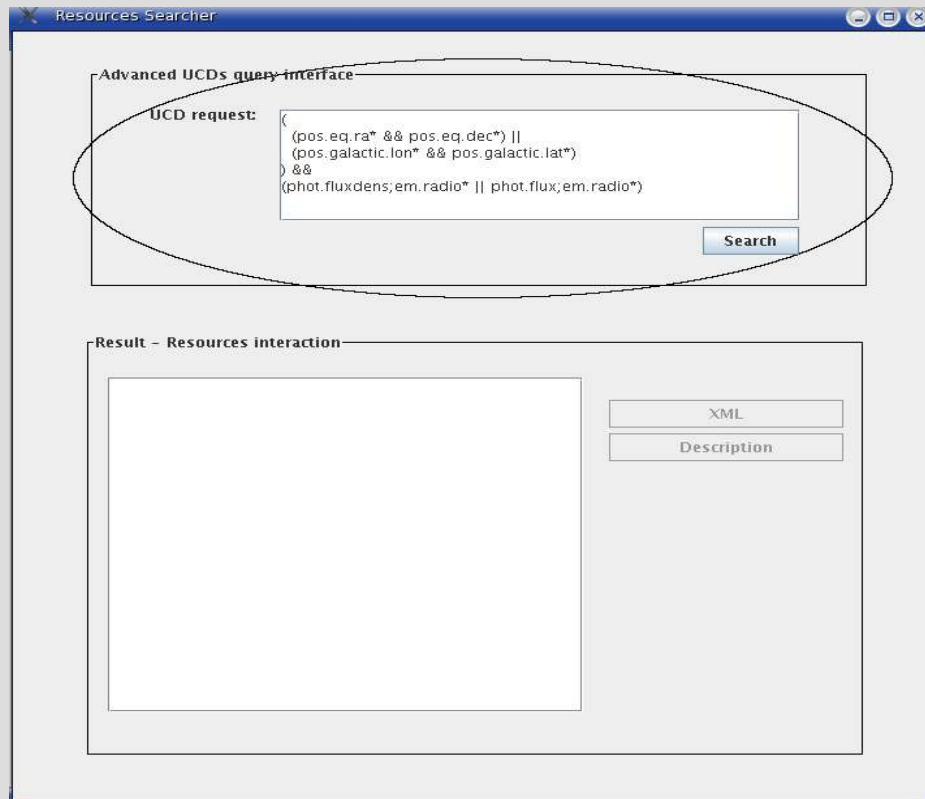 Resources Searcher
Advanced UCDs query interface
UCD request:
(
(pos.eq.ra* && pos.eq.dec*) ||
(pos.galactic.lon* && pos.galactic.lat*)
) &&
(phot.fluxdens;em.radio* || phot.flux;em.radio*)
Search
Result - Resources interaction
XML
Description